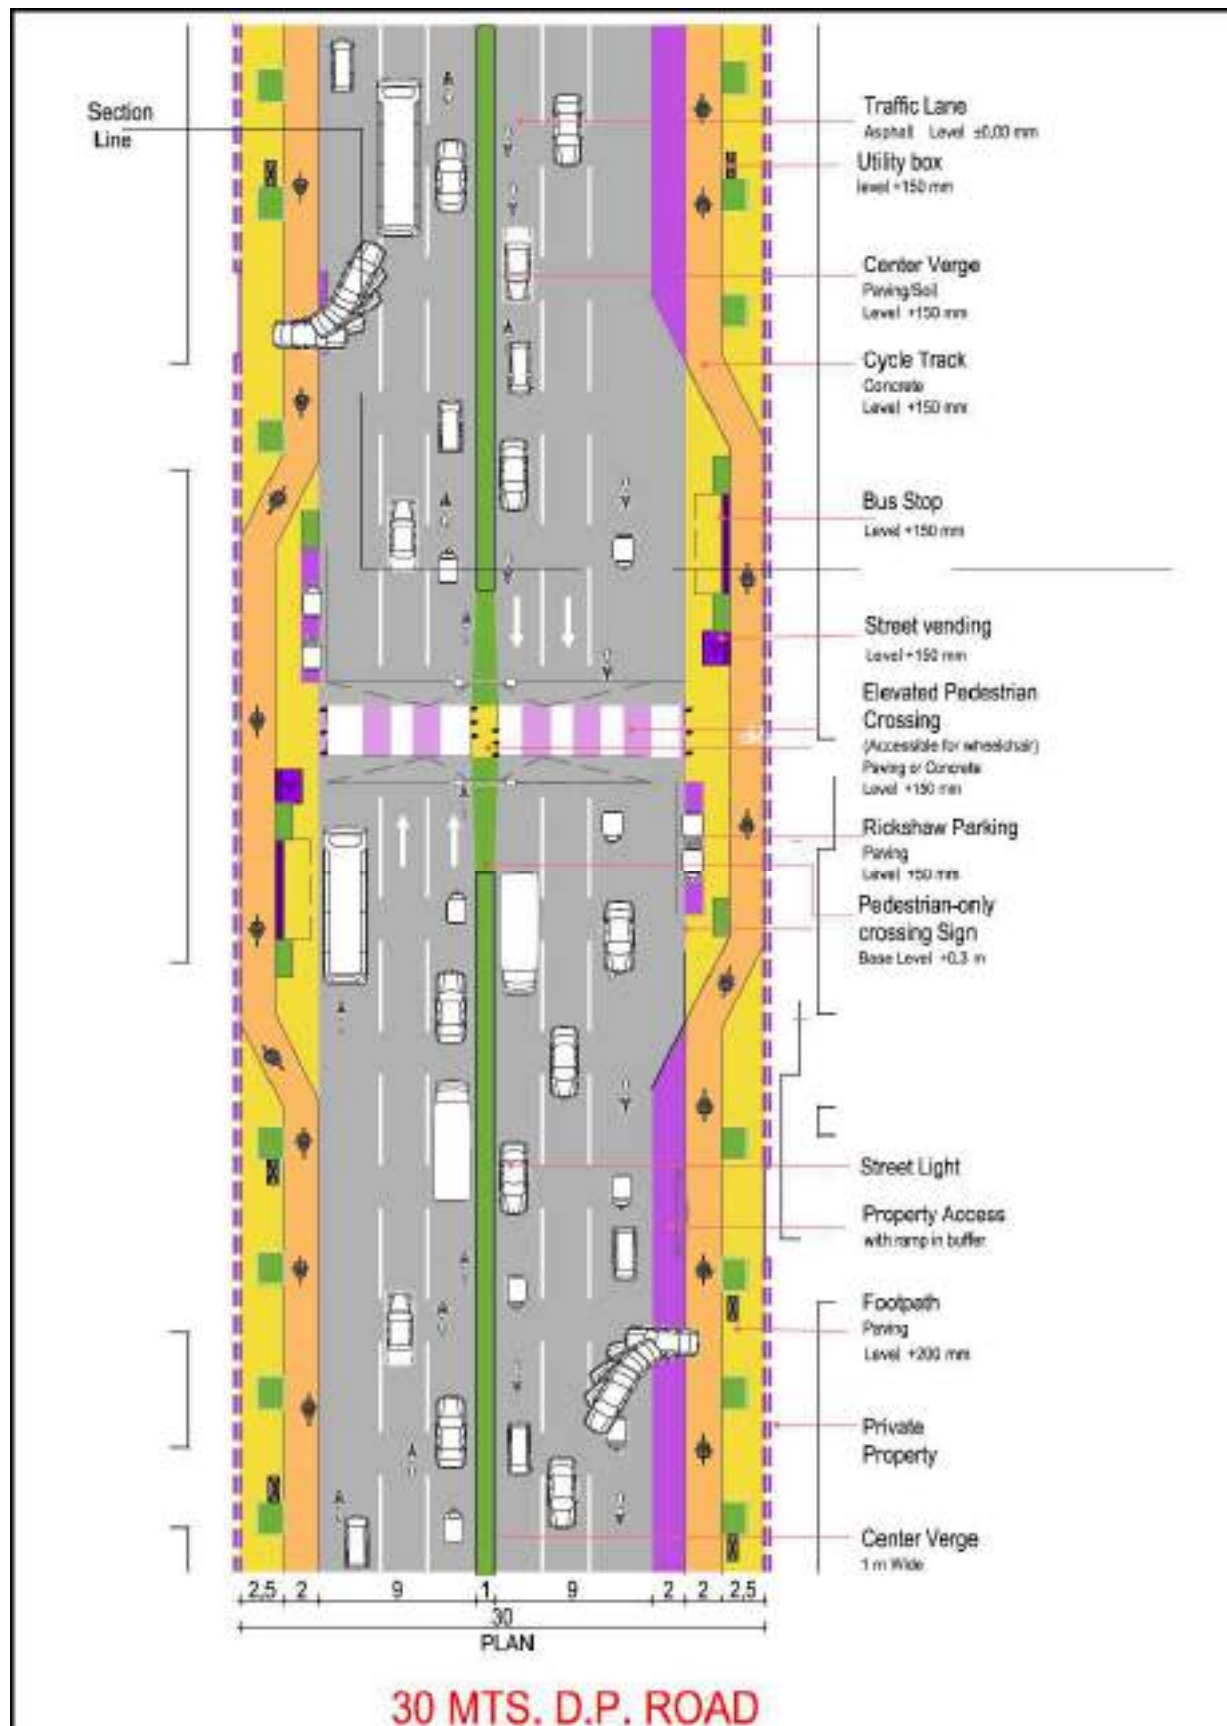 Section
Line
Traffic Lane
Asphalt Level ±0.00 mm
Utility box
level +150 mm
Center Verge
Paving/Soil
Level +150 mm
Cycle Track
Concrete
Level +150 mm
Bus Stop
Level +150 mm
Street vending
Level +150 mm
Elevated Pedestrian
Crossing
(Accessible for wheelchair)
Paving or Concrete
Level +150 mm
Rickshaw Parking
Paving
Level +50 mm
Pedestrian-only
crossing Sign
Base Level +0.3 m
Street Light
Property Access
with ramp in buffer
Footpath
Paving
Level +200 mm
Private
Property
Center Verge
1 m Wide
2,5 2 9 1 9 2 2 2,5
30
PLAN
30 MTS. D.P. ROAD